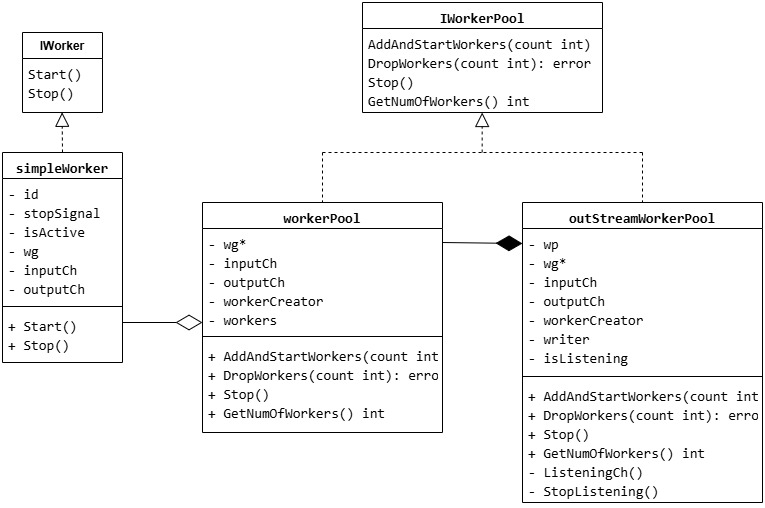 IWorker
Start()
Stop()
IWorkerPool
AddAndStartWorkers(count int)
DropWorkers(count int): error
Stop()
GetNumOfWorkers() int
simpleWorker
- id
- stopSignal
- isActive
- wg
- inputCh
- outputCh
+ Start()
+ Stop()
workerPool
- wg*
- inputCh
- outputCh
- workerCreator
- workers
+ AddAndStartWorkers(count int
+ DropWorkers(count int): erro
+ Stop()
+ GetNumOfWorkers() int
outStreamWorkerPool
- wp
- wg*
- inputCh
- outputCh
- workerCreator
- writer
- isListening
+ AddAndStartWorkers(count int
+ DropWorkers(count int): erro
+ Stop()
+ GetNumOfWorkers() int
- ListeningCh()
- StopListening()